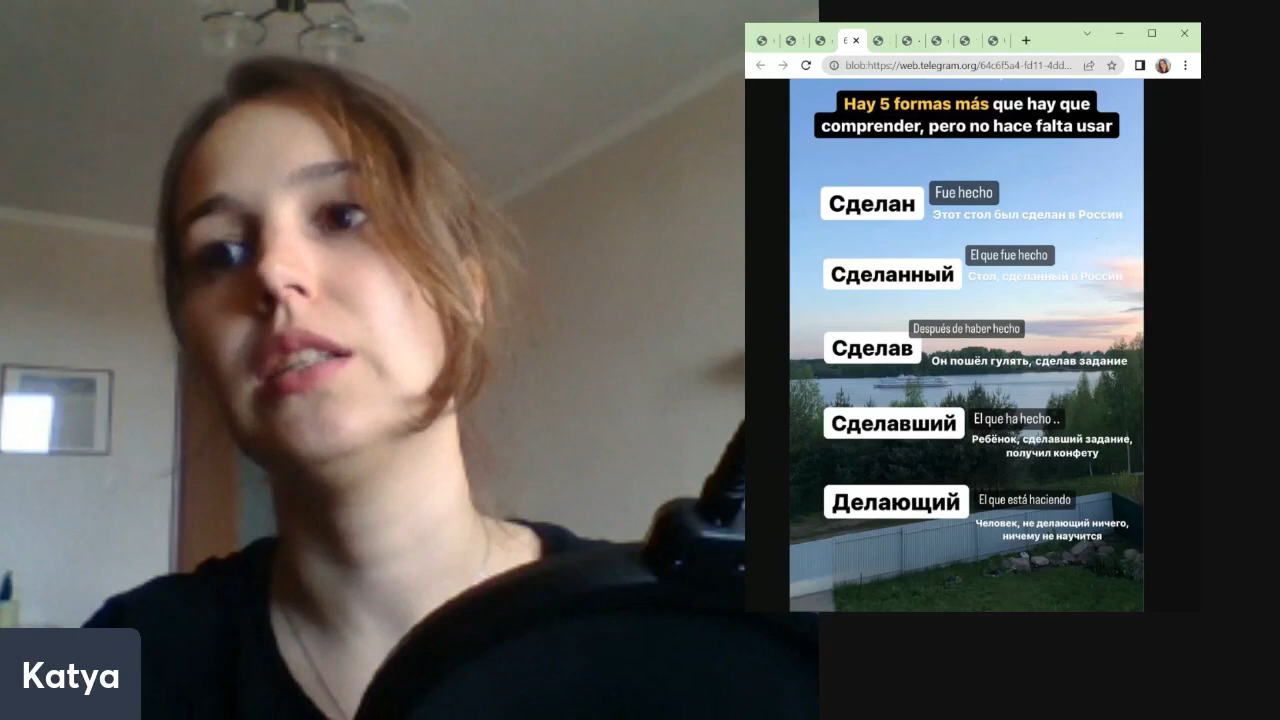 6
blob:https://web.telegram.org/64c6f5a4-fd11-4dd...
Hay 5 formas más que hay que
comprender, pero no hace falta usar
Сделан
Fue hecho
Этот стол был сделан в России
Сделанный
El que fue hecho
Стол, сделанный в России
Сделав
Después de haber hecho
Он пошёл гулять, сделав задание
Сделавший
El que ha hecho ..
Ребёнок, сделавший задание,
получил конфету
Делающий
El que está haciendo
Человек, не делающий ничего,
ничему не научится
Katya